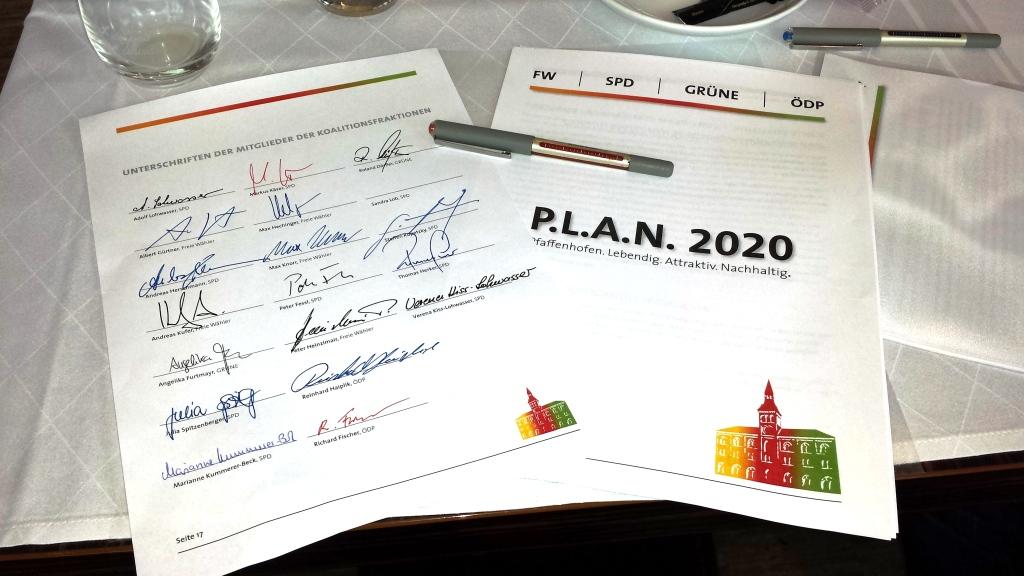 UNTERSCHRIFTEN DER MITGLIEDER DER KOALITIONSFRAKTIONEN
Adolf Lohwasser, SPD
Markus Käser, SPD
Roland Dörfler, GRÜNE
Albert Gürtner, Freie Wähler
Max Hechinger, Freie Wähler
Sandra Lob, SPD
Andreas Herschmann, SPD
Max Knorr, Freie Wähler
Steffen Kopetzky, SPD
Andreas Kufer, Freie Wähler
Peter Feßl, SPD
Thomas Herker, SPD
Angelika Furtmayr, GRÜNE
Peter Heinzlmair, Freie Wähler
Verena Kiss-Lohwasser
Verena Kiss-Lohwasser, SPD
Julia Spitzenberger, SPD
Reinhard Haiplik, ÖDP
Marianne Kummerer-Beck, SPD
Richard Fischer, ÖDP
Seite 17
FW | SPD | GRÜNE | ÖDP
P.L.A.N. 2020
Pfaffenhofen. Lebendig. Attraktiv. Nachhaltig.